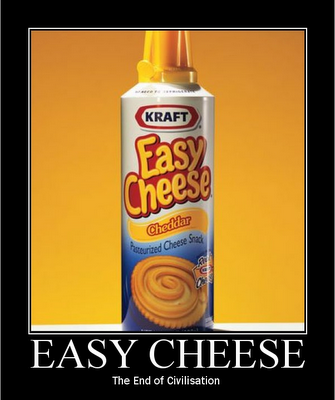 KRAFT
Easy
Cheese
Cheddar
Pasteurized Cheese Snack
EASY CHEESE
The End of Civilisation